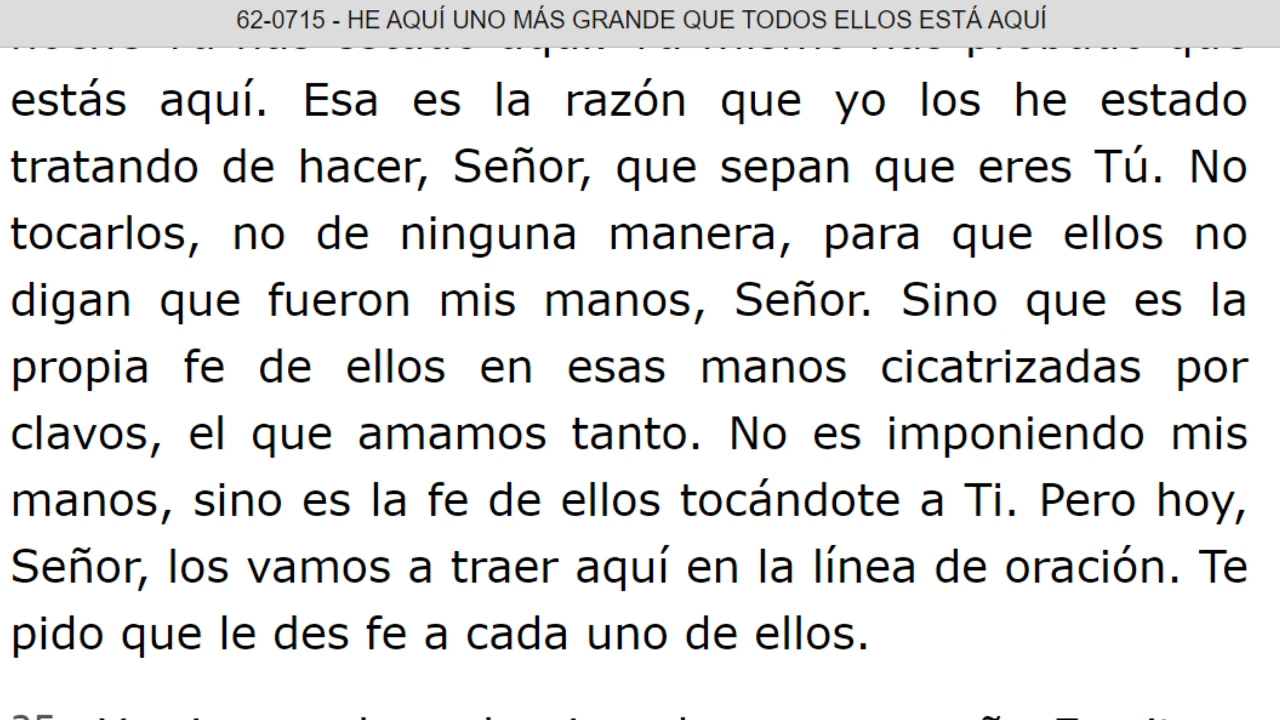 62-0715 - HE AQUÍ UNO MÁS GRANDE QUE TODOS ELLOS ESTÁ AQUÍ
estás aquí. Esa es la razón que yo los he estado
tratando de hacer, Señor, que sepan que eres Tú. No
tocarlos, no de ninguna manera, para que ellos no
digan que fueron mis manos, Señor. Sino que es la
propia fe de ellos en esas manos cicatrizadas por
clavos, el que amamos tanto. No es imponiendo mis
manos, sino es la fe de ellos tocándote a Ti. Pero hoy,
Señor, los vamos a traer aquí en la línea de oración. Te
pido que le des fe a cada uno de ellos.